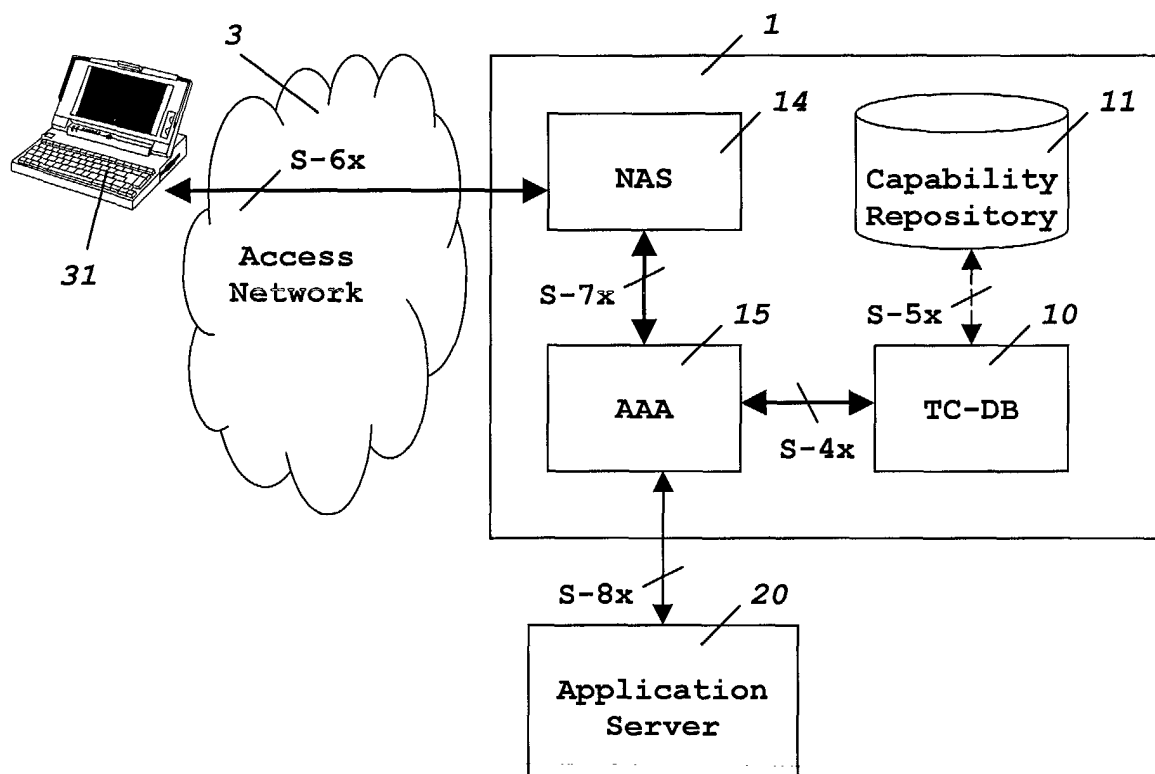 3
1
14
11
S-6x
NAS
Capability
Repository
31
Access
Network
S-7x
15
S-5x
10
AAA
TC-DB
S-4x
S-8x
20
Application
Server